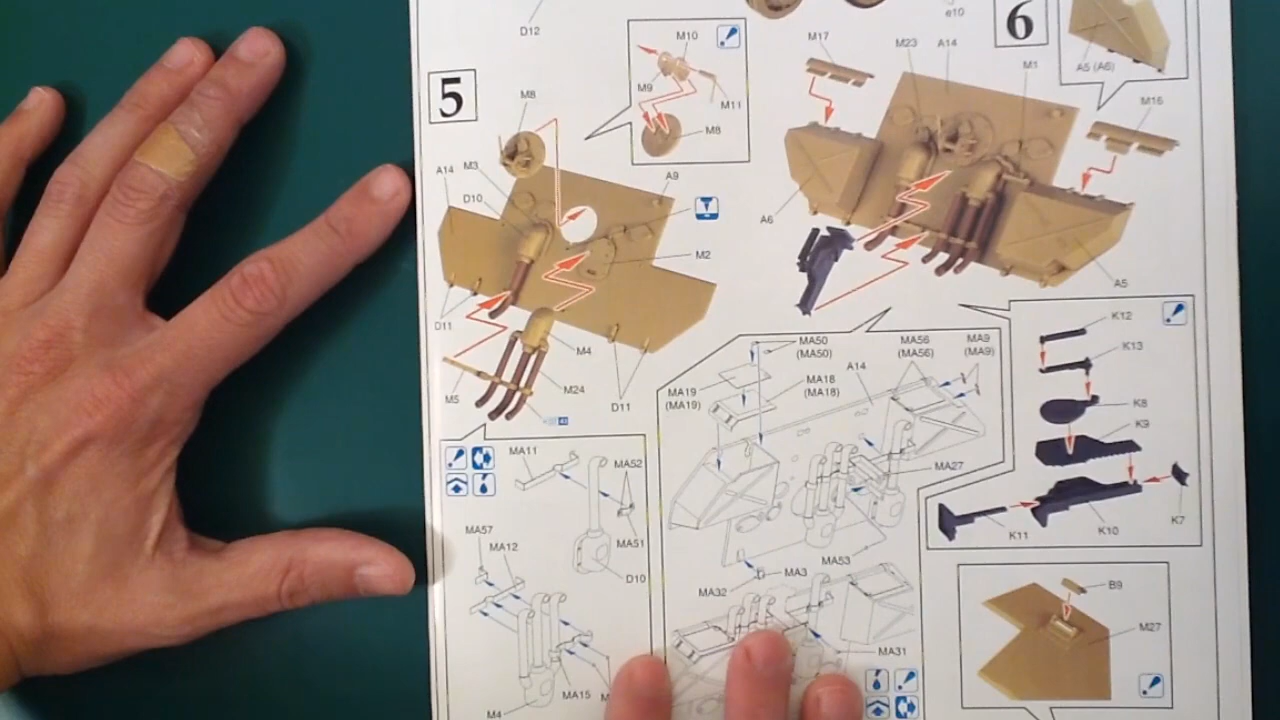 D12
e10
5
M8
M10
M9
M11
M8
A14
M3
D10
A9
M2
D11
M4
M5
M24
D11
6
A5 (A6)
M17
M23
A14
M1
M16
A6
A5
MA11
MA52
MA51
D10
MA57
MA12
MA15
M4
MA50
(MA50)
MA56
(MA56)
MA9
(MA9)
MA19
(MA19)
MA18
(MA18)
A14
MA27
MA53
MA3
MA32
MA31
K12
K13
K8
K9
K7
K11
K10
B9
M27